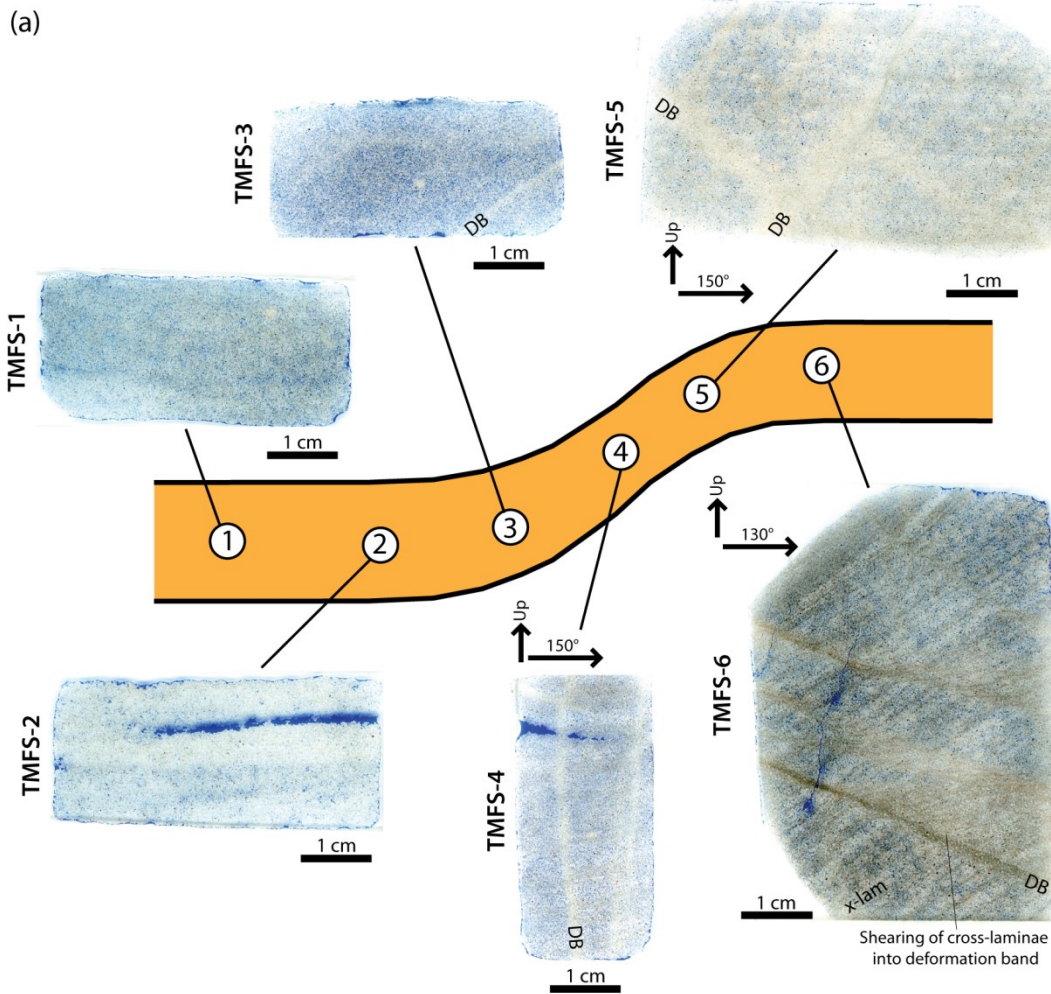 (a)
TMFS-3
DB
1 cm
TMFS-5
DB
DB
Up
150°
1 cm
TMFS-1
1 cm
1
2
3
4
5
6
TMFS-2
1 cm
Up
150°
TMFS-4
DB
1 cm
Up
130°
TMFS-6
x-lam
DB
1 cm
Shearing of cross-laminae
into deformation band